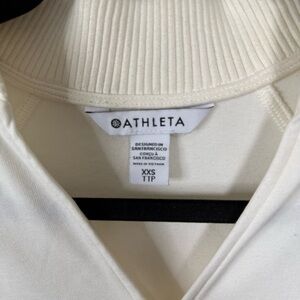 ATHLETA
DESIGNED IN
SAN FRANCISCO
CONÇU À
SAN FRANCISCO
MADE IN VIETNAM
XXS
TTP